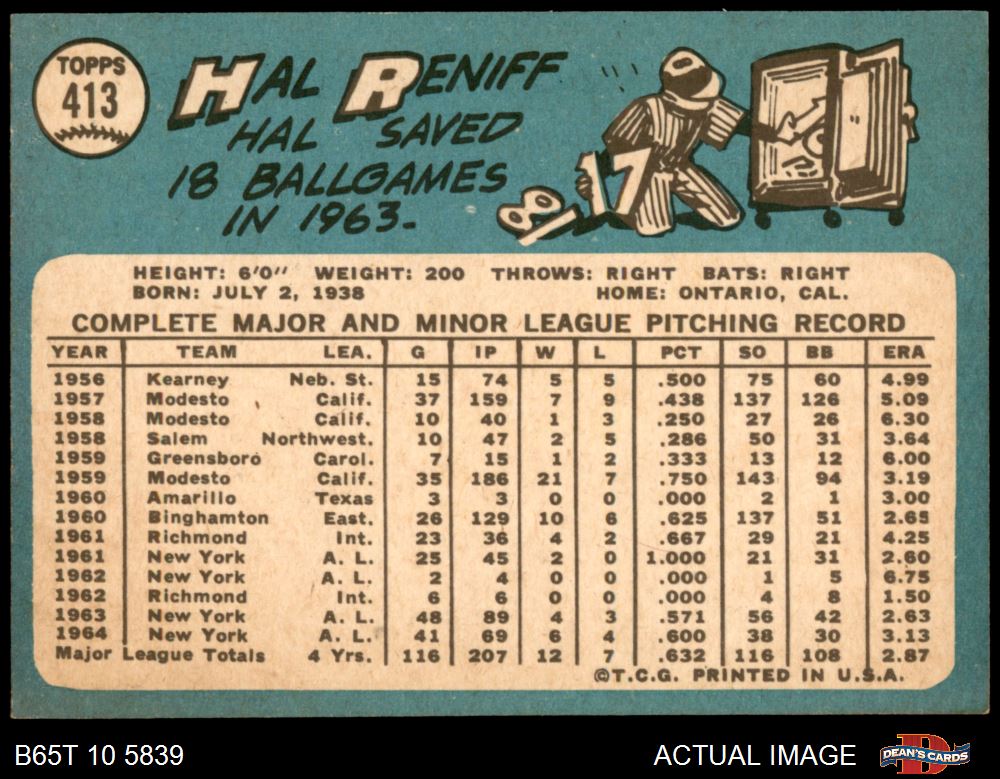 TOPPS
413
HAL RENIFF
HAL SAVED
18 BALLGAMES
IN 1963.
18 17
HEIGHT: 6'0" WEIGHT: 200 THROWS: RIGHT BATS: RIGHT
BORN: JULY 2, 1938 HOME: ONTARIO, CAL.
COMPLETE MAJOR AND MINOR LEAGUE PITCHING RECORD
YEAR TEAM LEA. G IP W L PCT SO BB ERA
1956 Kearney Neb. St. 15 74 5 5 .500 75 60 4.99
1957 Modesto Calif. 37 159 7 9 .438 137 126 5.09
1958 Modesto Calif. 10 40 1 3 .250 27 26 6.30
1958 Salem Northwest. 10 47 2 5 .286 50 31 3.64
1959 Greensboro Carol. 7 15 1 2 .333 13 12 6.00
1959 Modesto Calif. 35 186 21 7 .750 143 94 3.19
1960 Amarillo Texas 3 3 0 0 .000 2 1 3.00
1960 Binghamton East. 26 129 10 6 .625 137 51 2.65
1961 Richmond Int. 23 36 4 2 .667 29 21 4.25
1961 New York A. L. 25 45 2 0 1.000 21 31 2.60
1962 New York A. L. 2 4 0 0 .000 1 5 6.75
1962 Richmond Int. 6 6 0 0 .000 4 8 1.50
1963 New York A. L. 48 89 4 3 .571 56 42 2.63
1964 New York A. L. 41 69 6 4 .600 38 30 3.13
Major League Totals 4 Yrs. 116 207 12 7 .632 116 108 2.87
©T.C.G. PRINTED IN U.S.A.
B65T 10 5839 ACTUAL IMAGE DEAN'S CARDS